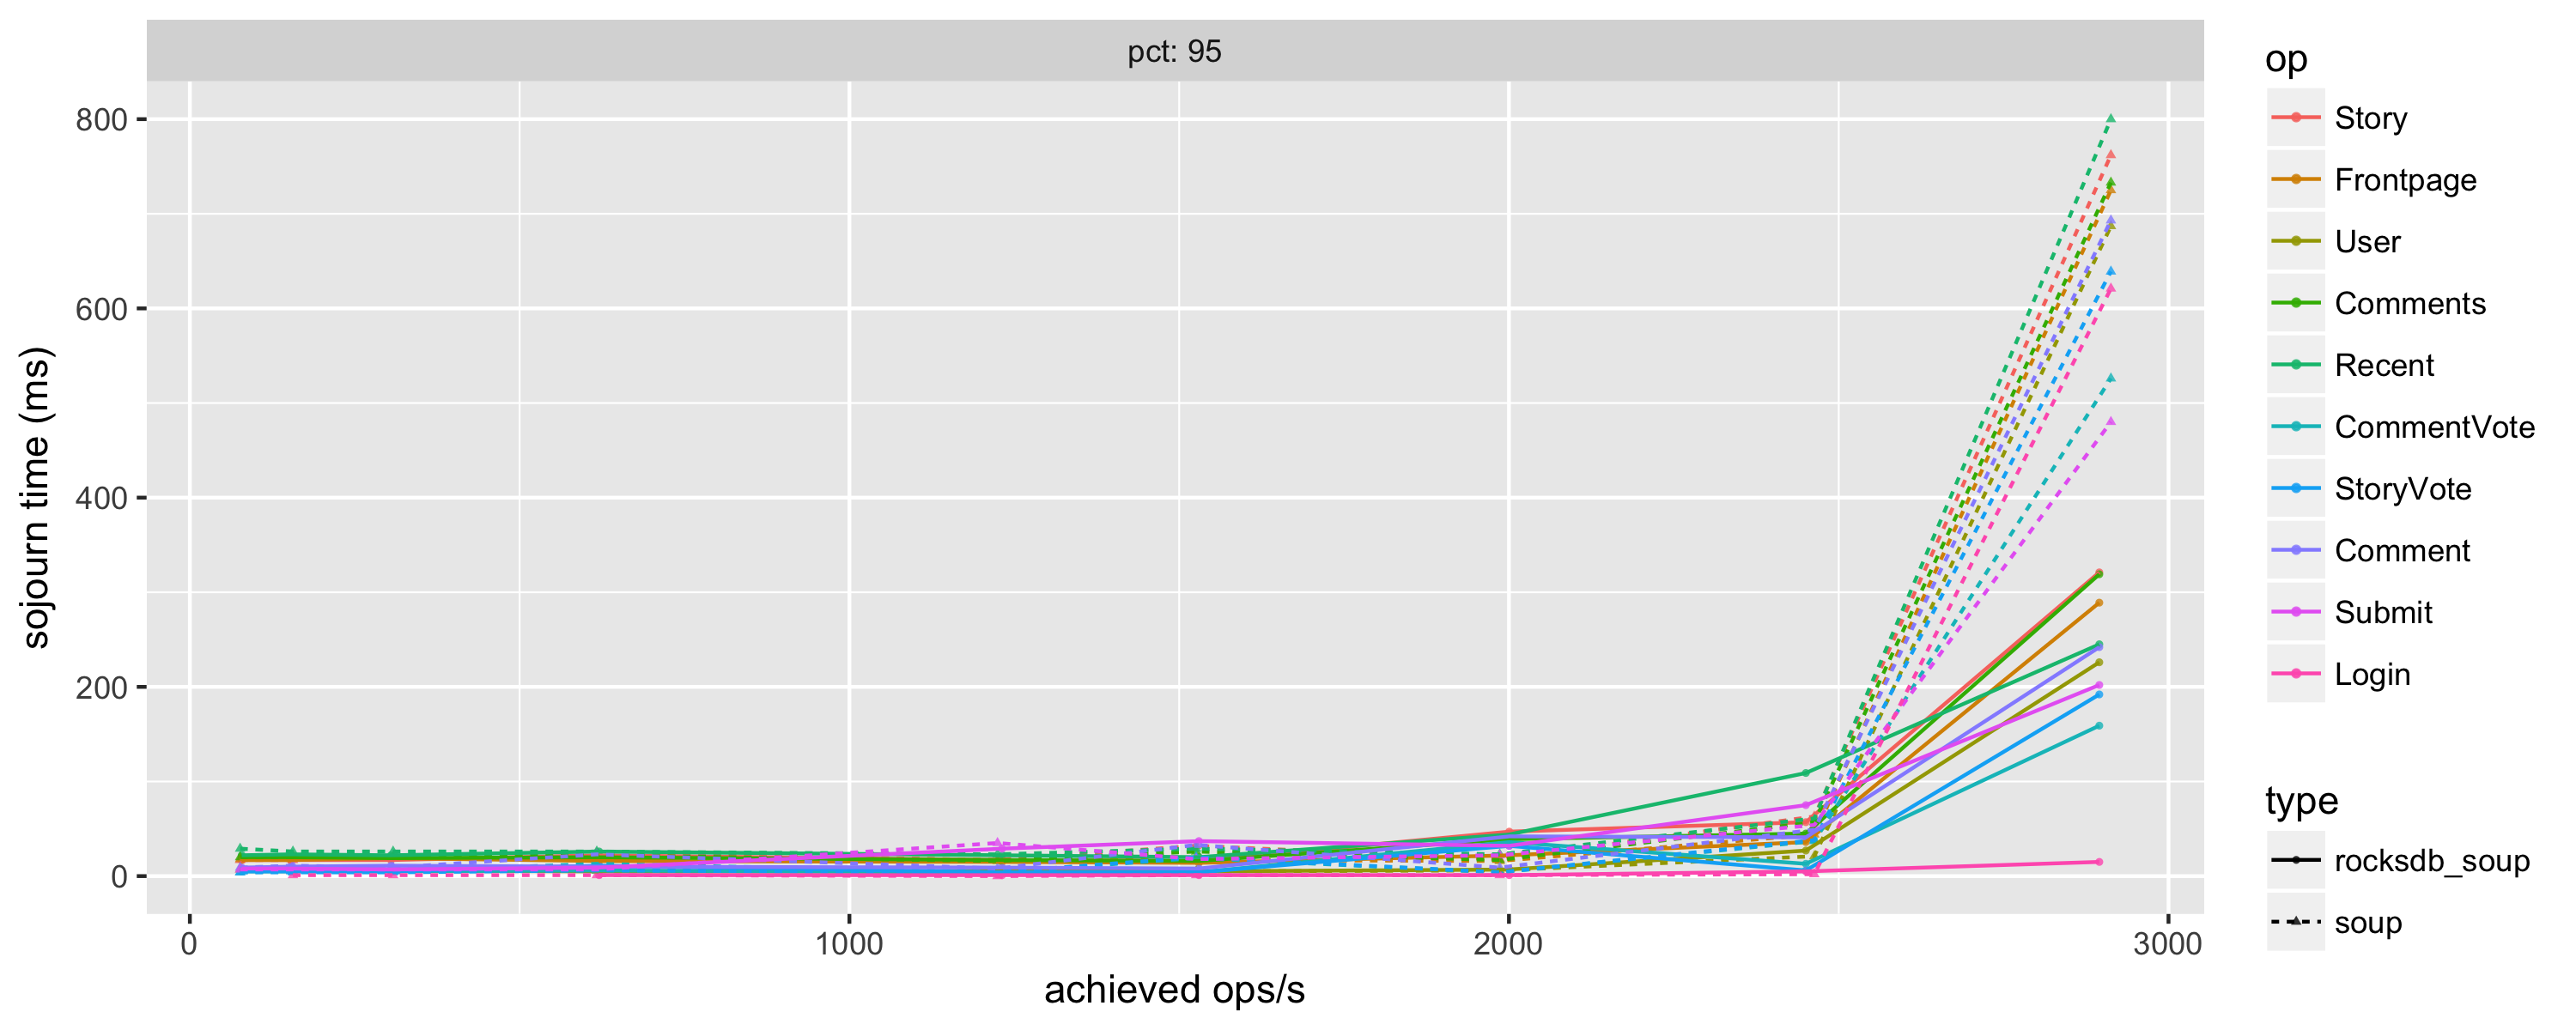 pct: 95
800
600
400
200
0
sojourn time (ms)
0
1000
2000
3000
achieved ops/s
op
Story
Frontpage
User
Comments
Recent
CommentVote
StoryVote
Comment
Submit
Login
type
rocksdb_soup
soup